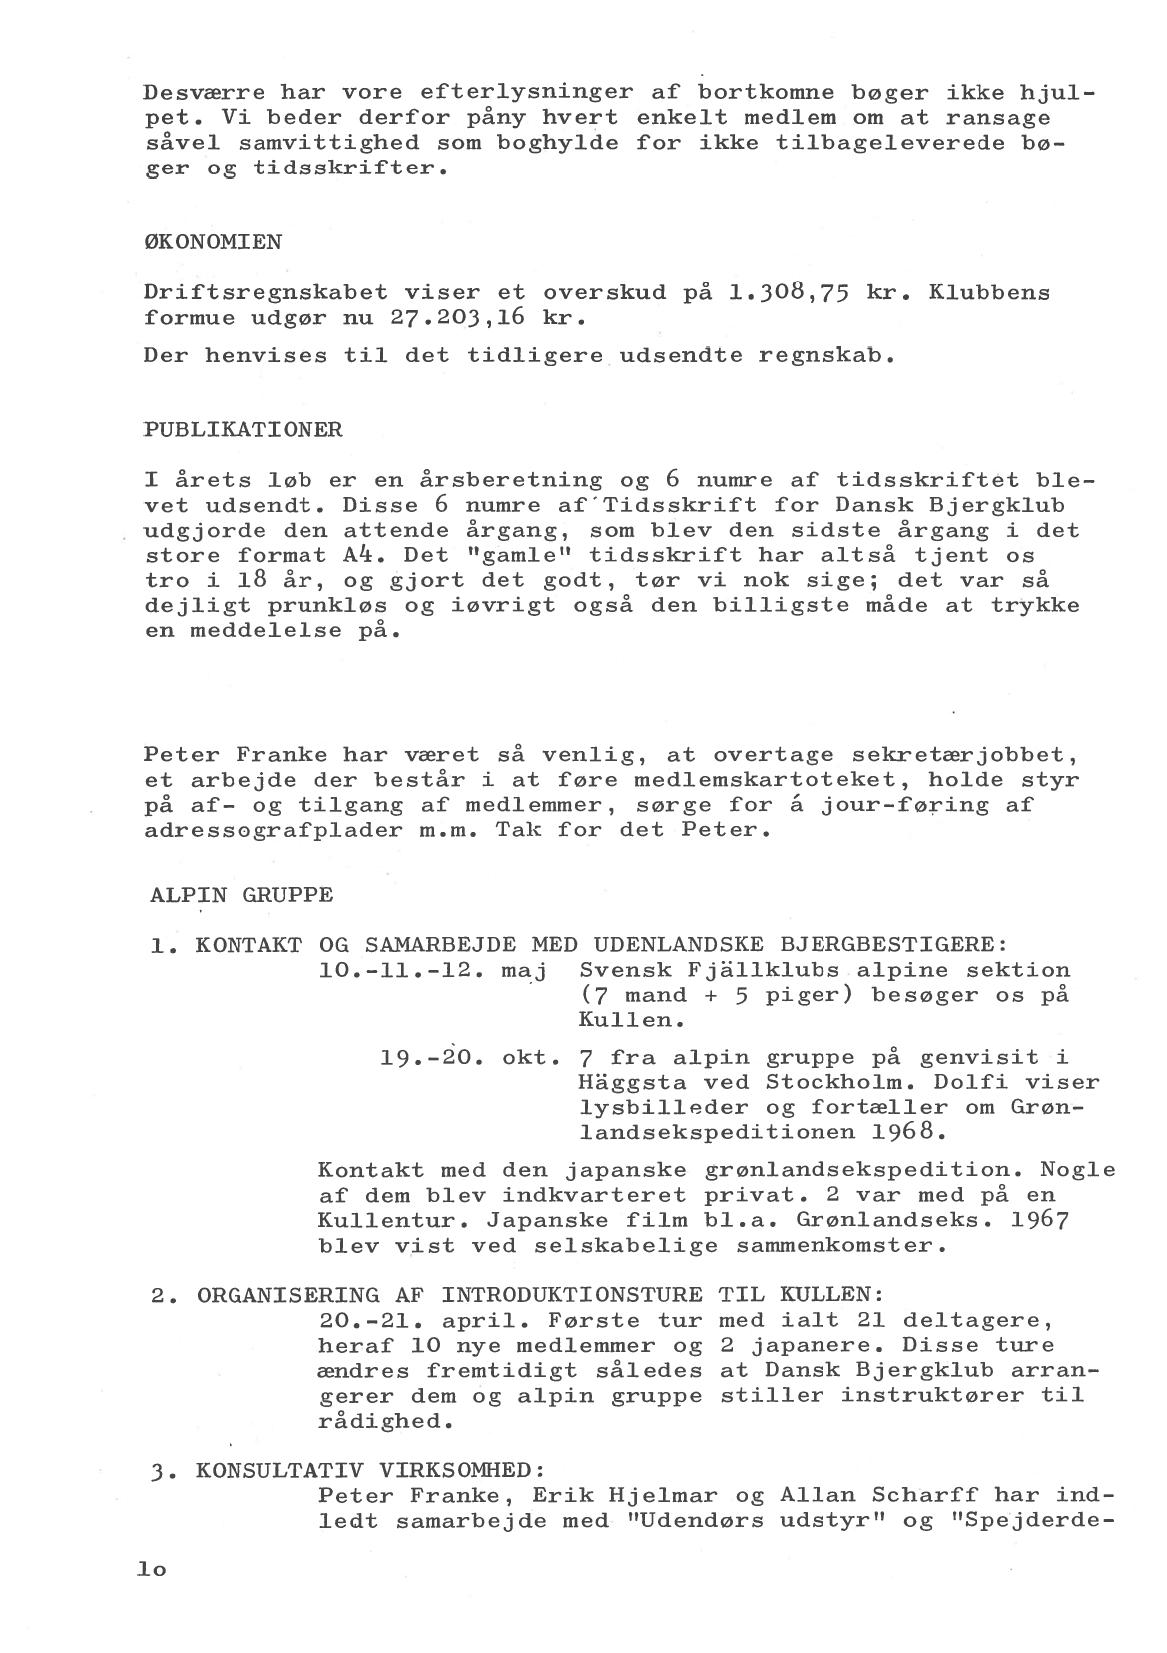 Desværre har vore efterlysninger af bortkomne bøger ikke hjul-
pet. Vi beder derfor påny hvert enkelt medlem om at ransage
såvel samvittighed som boghylde for ikke tilbageleverede bø-
ger og tidsskrifter.
ØKONOMIEN
Driftsregnskabet viser et overskud på 1.308,75 kr. Klubbens
formue udgør nu 27.203,16 kr.
Der henvises til det tidligere udsendte regnskab.
PUBLIKATIONER
I årets løb er en årsberetning og 6 numre af tidsskriftet ble-
vet udsendt. Disse 6 numre af Tidsskrift for Dansk Bjergklub
udgjorde den attende årgang, som blev den sidste årgang i det
store format A4. Det "gamle" tidsskrift har altså tjent os
tro i 18 år, og gjort det godt, tør vi nok sige; det var så
dejligt prunkløs og iøvrigt også den billigste måde at trykke
en meddelelse på.
Peter Franke har været så venlig, at overtage sekretærjobbet,
et arbejde der består i at føre medlemskartoteket, holde styr
på af- og tilgang af medlemmer, sørge for á jour-føring af
adressografplader m.m. Tak for det Peter.
ALPIN GRUPPE
1. KONTAKT OG SAMARBEJDE MED UDENLANDSKE BJERGBESTIGERE:
10.-11.-12. maj Svensk Fjällklubs alpine sektion
(7 mand + 5 piger) besøger os på
Kullen.
19.-20. okt. 7 fra alpin gruppe på genvisit i
Häggsta ved Stockholm. Dolfi viser
lysbilleder og fortæller om Grøn-
landsekspeditionen 1968.
Kontakt med den japanske grønlandsekspedition. Nogle
af dem blev indkvarteret privat. 2 var med på en
Kullentur. Japanske film bl.a. Grønlandseks. 1967
blev vist ved selskabelige sammenkomster.
2. ORGANISERING AF INTRODUKTIONSTURE TIL KULLEN:
20.-21. april. Første tur med ialt 21 deltagere,
heraf 10 nye medlemmer og 2 japanere. Disse ture
ændres fremtidigt således at Dansk Bjergklub arran-
gerer dem og alpin gruppe stiller instruktører til
rådighed.
3. KONSULTATIV VIRKSOMHED:
Peter Franke, Erik Hjelmar og Allan Scharff har ind-
ledt samarbejde med "Udendørs udstyr" og "Spejderde-
lo